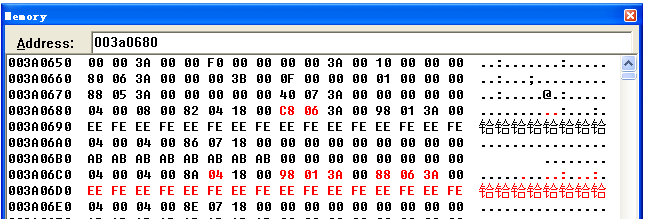 Memory
Address: 003a0680
003A0650 00 00 3A 00 00 F0 00 00 00 00 3A 00 10 00 00 00 ..:.......:.....
003A0660 80 06 3A 00 00 00 3B 00 0F 00 00 00 01 00 00 00 ..:...;.........
003A0670 88 05 3A 00 00 00 00 00 40 07 3A 00 00 00 00 00 ..:.....@.:.....
003A0680 04 00 08 00 82 04 18 00 C8 06 3A 00 98 01 3A 00 ..........:...:.
003A0690 EE FE EE FE EE FE EE FE EE FE EE FE EE FE EE FE 铪铪铪铪铪铪铪铪
003A06A0 04 00 04 00 86 07 18 00 00 00 00 00 00 00 00 00 ................
003A06B0 AB AB AB AB AB AB AB AB 00 00 00 00 00 00 00 00 ........
003A06C0 04 00 04 00 8A 04 18 00 98 01 3A 00 88 06 3A 00 ..........:...:.
003A06D0 EE FE EE FE EE FE EE FE EE FE EE FE EE FE EE FE 铪铪铪铪铪铪铪铪
003A06E0 04 00 04 00 8E 07 18 00 00 00 00 00 00 00 00 00 ................